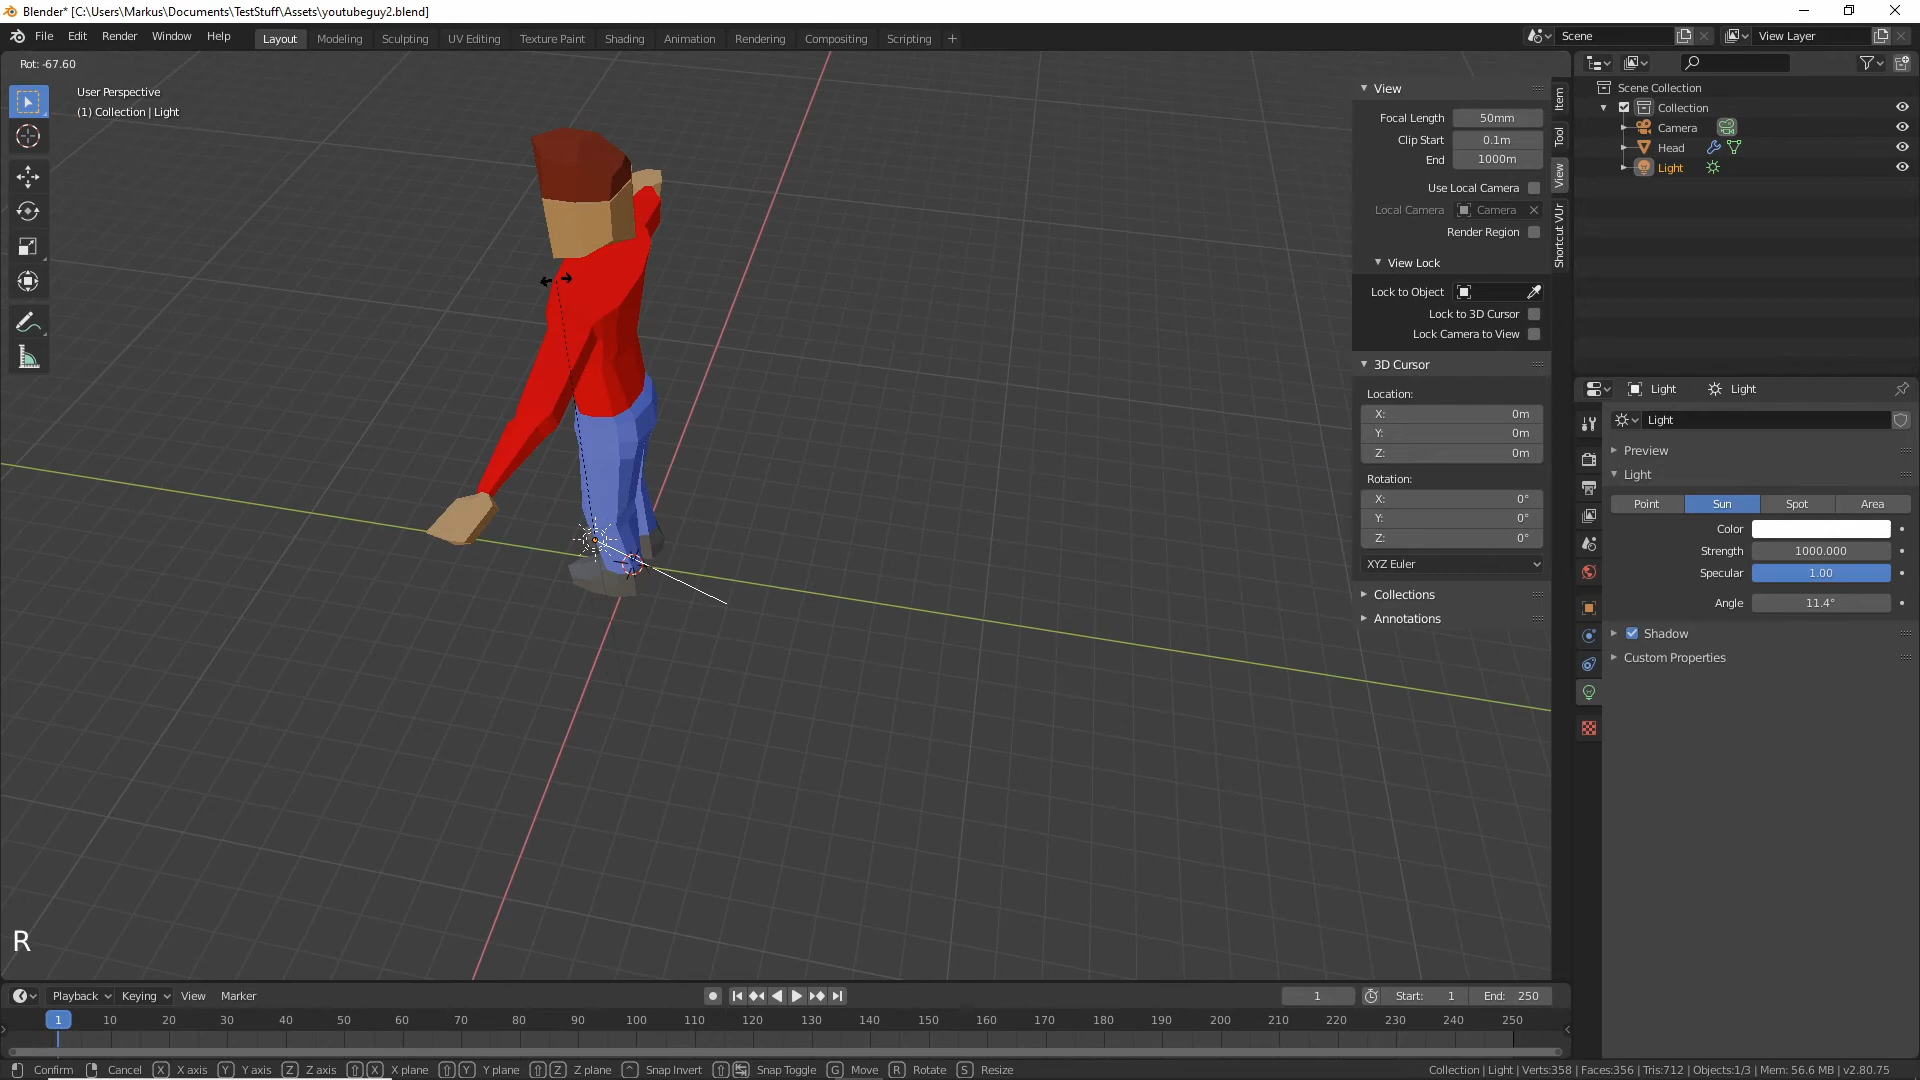 Blender* [C:\Users\Markus\Documents\TestStuff\Assets\youtubeguy2.blend]
File Edit Render Window Help
Layout Modeling Sculpting UV Editing Texture Paint Shading Animation Rendering Compositing Scripting
Scene
View Layer
Rot: -67.60
User Perspective
(1) Collection | Light
View
Focal Length 50mm
Clip Start 0.1m
End 1000m
Use Local Camera
Local Camera Camera
Render Region
View Lock
Lock to Object
Lock to 3D Cursor
Lock Camera to View
3D Cursor
Location:
X: 0m
Y: 0m
Z: 0m
Rotation:
X: 0°
Y: 0°
Z: 0°
XYZ Euler
Collections
Annotations
Item
Tool
View
Shortcut VUr
Scene Collection
Collection
Camera
Head
Light
Light Light
Light
Preview
Light
Point Sun Spot Area
Color
Strength 1000.000
Specular 1.00
Angle 11.4°
Shadow
Custom Properties
R
Playback Keying View Marker
1 Start: 1 End: 250
1 10 20 30 40 50 60 70 80 90 100 110 120 130 140 150 160 170 180 190 200 210 220 230 240 250
Confirm Cancel X X axis Y Y axis Z Z axis X X plane Y Y plane Z Z plane Snap Invert Snap Toggle G Move R Rotate S Resize
Collection | Light | Verts:358 | Faces:356 | Tris:712 | Objects:1/3 | Mem: 56.6 MB | v2.80.75